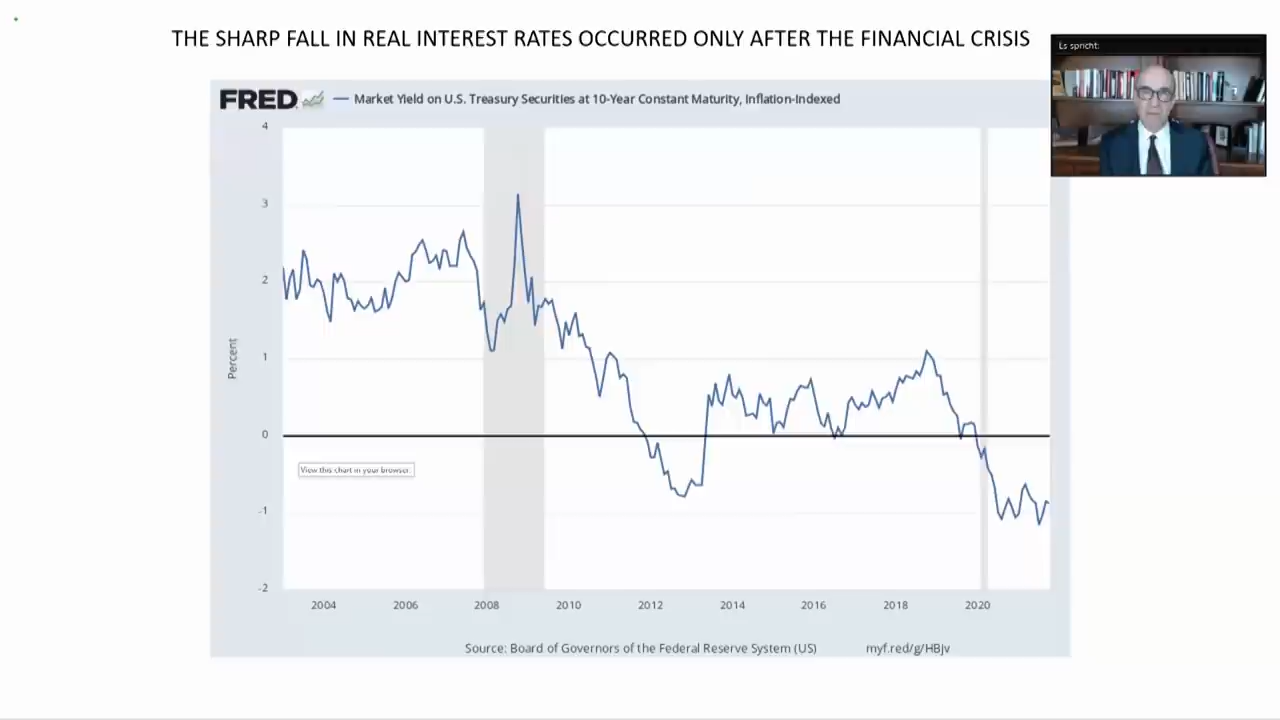 THE SHARP FALL IN REAL INTEREST RATES OCCURRED ONLY AFTER THE FINANCIAL CRISIS
Es spricht:
FRED — Market Yield on U.S. Treasury Securities at 10-Year Constant Maturity, Inflation-Indexed
4
3
2
1
0
-1
-2
Percent
View this chart in your browser.
2004 2006 2008 2010 2012 2014 2016 2018 2020
Source: Board of Governors of the Federal Reserve System (US) myf.red/g/HBjv